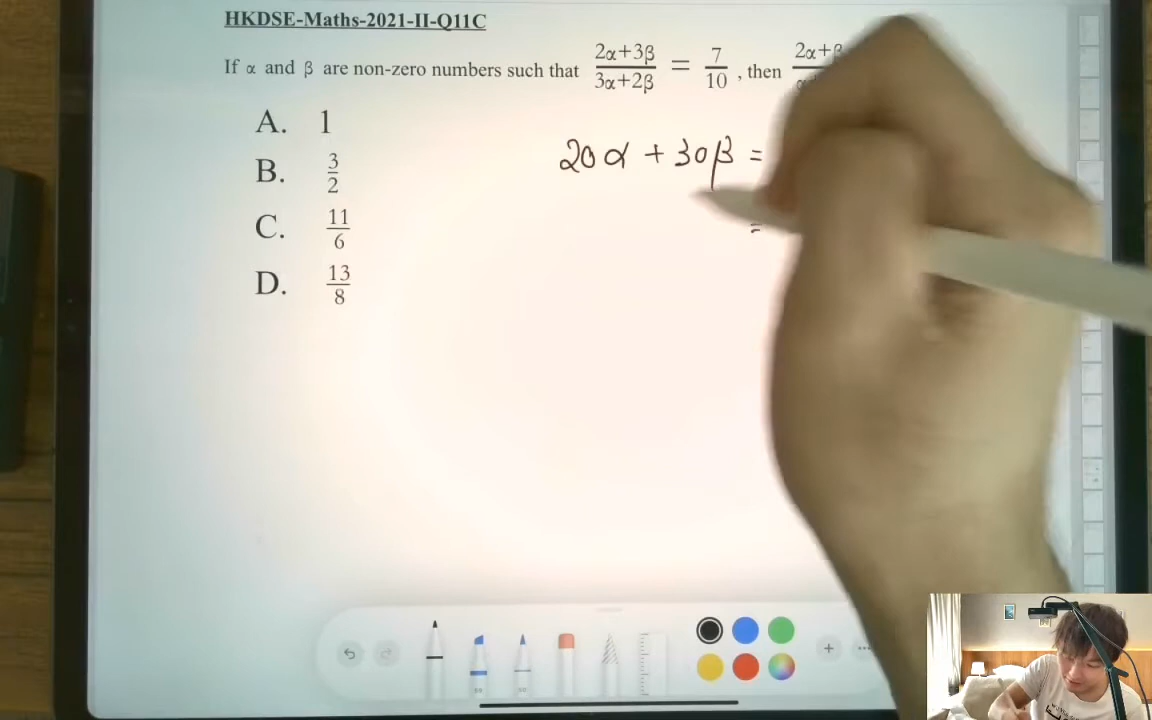 HKDSE-Maths-2021-II-Q11C
If α and β are non-zero numbers such that (2α+3β)/(3α+2β) = 7/10 , then 2α+β
A. 1
B. 3/2
C. 11/6
D. 13/8
20α + 30β =
=